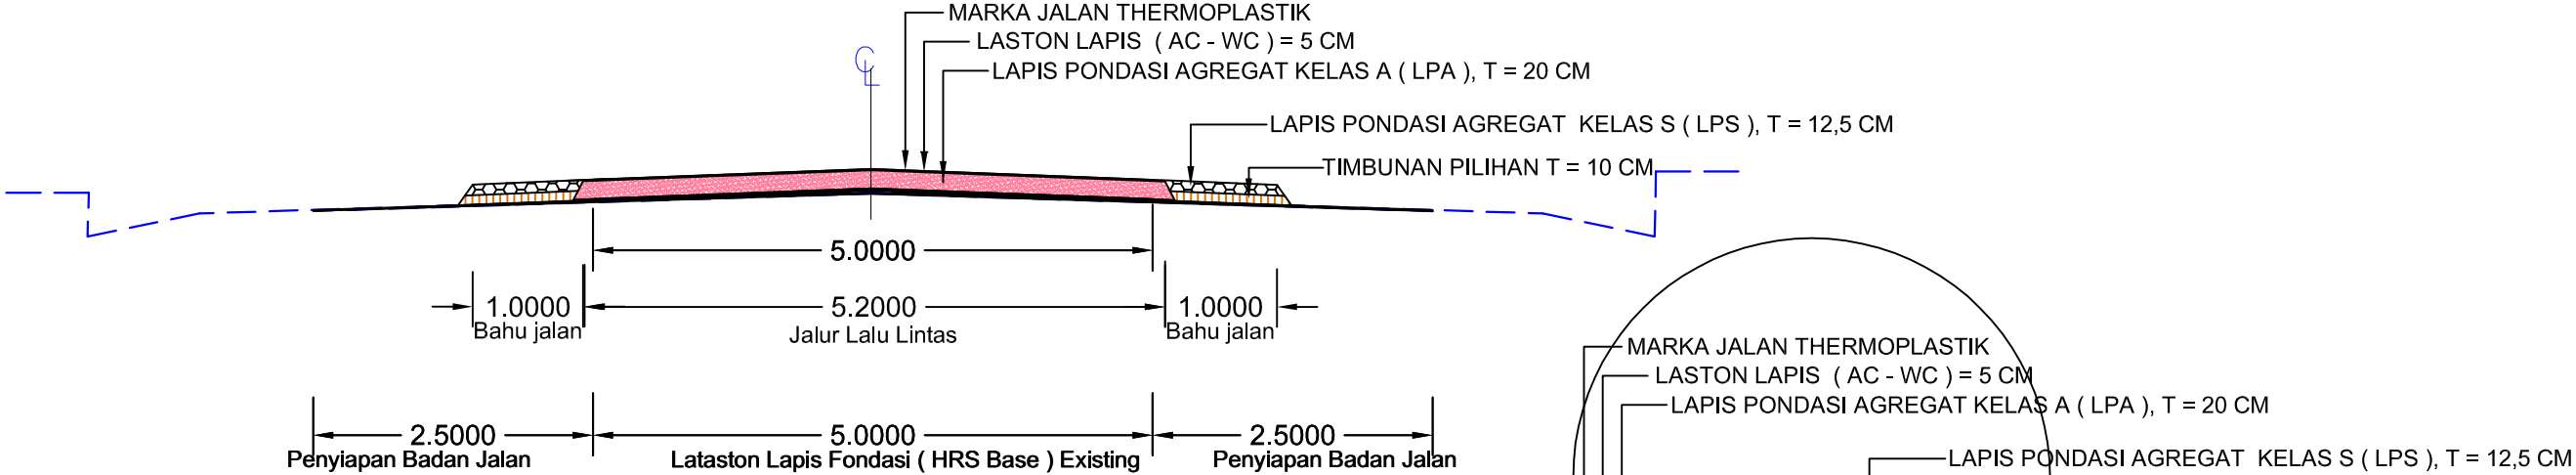 MARKA JALAN THERMOPLASTIK
LASTON LAPIS ( AC - WC ) = 5 CM
LAPIS PONDASI AGREGAT KELAS A ( LPA ), T = 20 CM
LAPIS PONDASI AGREGAT KELAS S ( LPS ), T = 12,5 CM
TIMBUNAN PILIHAN T = 10 CM
CL
5.0000
1.0000 5.2000 1.0000
Bahu jalan Jalur Lalu Lintas Bahu jalan
2.5000 5.0000 2.5000
Penyiapan Badan Jalan Lataston Lapis Fondasi ( HRS Base ) Existing Penyiapan Badan Jalan
MARKA JALAN THERMOPLASTIK
LASTON LAPIS ( AC - WC ) = 5 CM
LAPIS PONDASI AGREGAT KELAS A ( LPA ), T = 20 CM
LAPIS PONDASI AGREGAT KELAS S ( LPS ), T = 12,5 CM